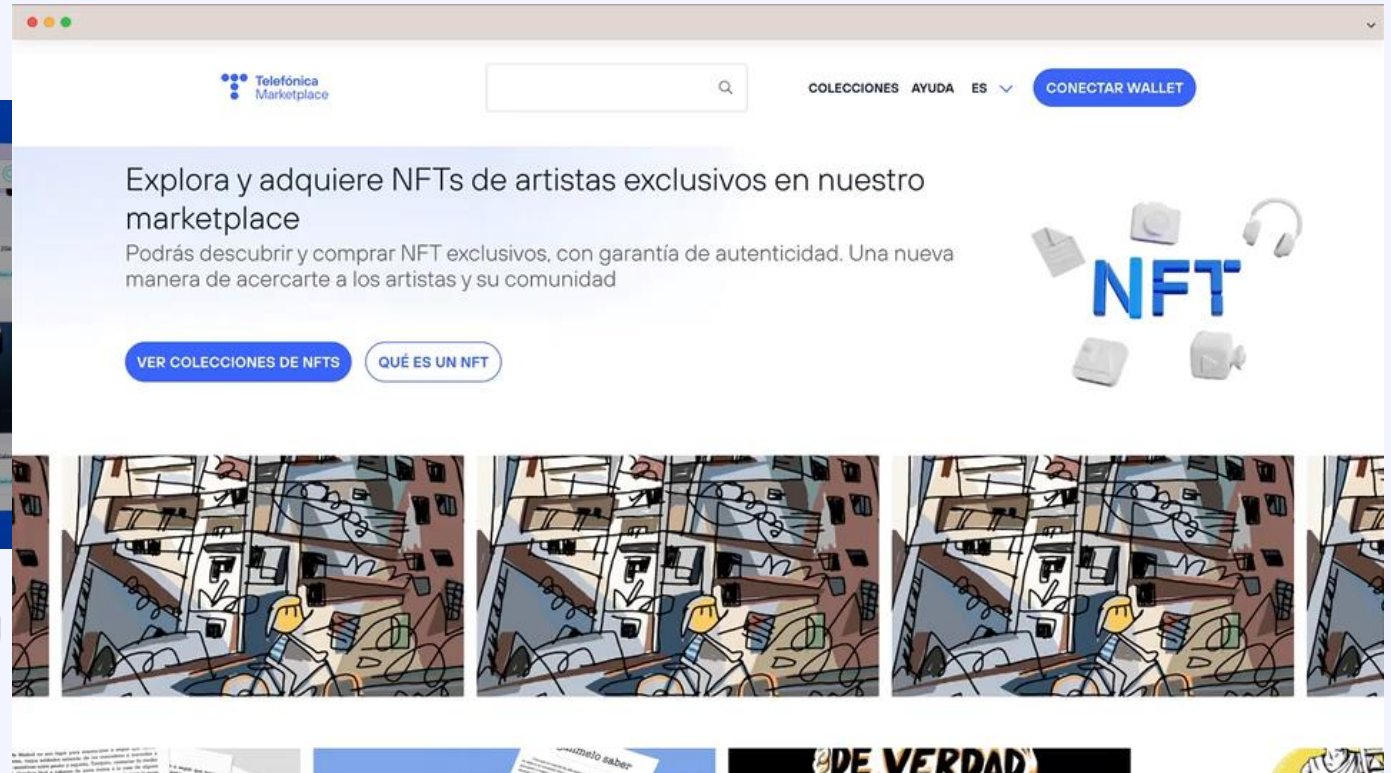 Telefónica
Marketplace
COLECCIONES AYUDA ES
CONECTAR WALLET
Explora y adquiere NFTs de artistas exclusivos en nuestro
marketplace
Podrás descubrir y comprar NFT exclusivos, con garantía de autenticidad. Una nueva
manera de acercarte a los artistas y su comunidad
NFT
VER COLECCIONES DE NFTS
QUÉ ES UN NFT
saber
DE VERDAD